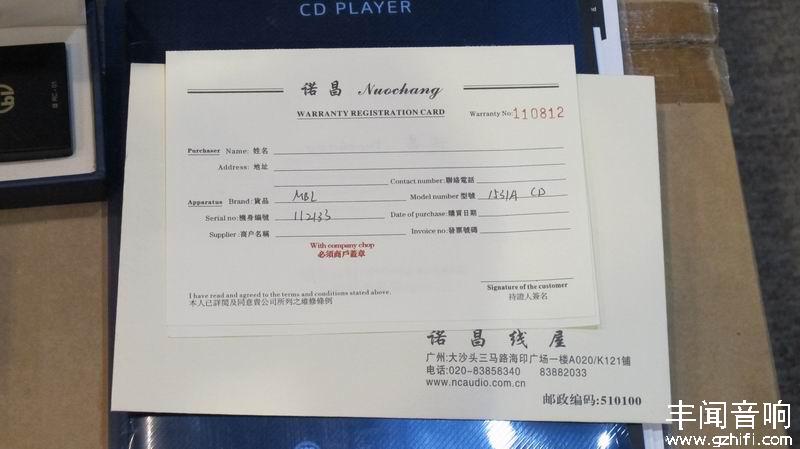 CD PLAYER
诺昌 Nuochang
WARRANTY REGISTRATION CARD
Warranty No: 110812
Purchaser Name: 姓名
Address: 地址
Contact number: 聯絡電話
Apparatus Brand: 貨品 MBL Model number 型號 1531A CD
Serial no: 機身編號 112133 Date of purchase: 購買日期
Supplier: 商户名稱 Invoice no: 發票號碼
With company chop
必須商戶蓋章
Signature of the customer
持證人簽名
I have read and agreed to the terms and conditions stated above.
本人已詳閱及同意貴公司所列之維修條例
诺昌线屋
广州:大沙头三马路海印广场一楼A020/K121铺
电话:020-83858340 83882033
www.ncaudio.com.cn
邮政编码:510100
丰闻音响
www.gzhifi.com